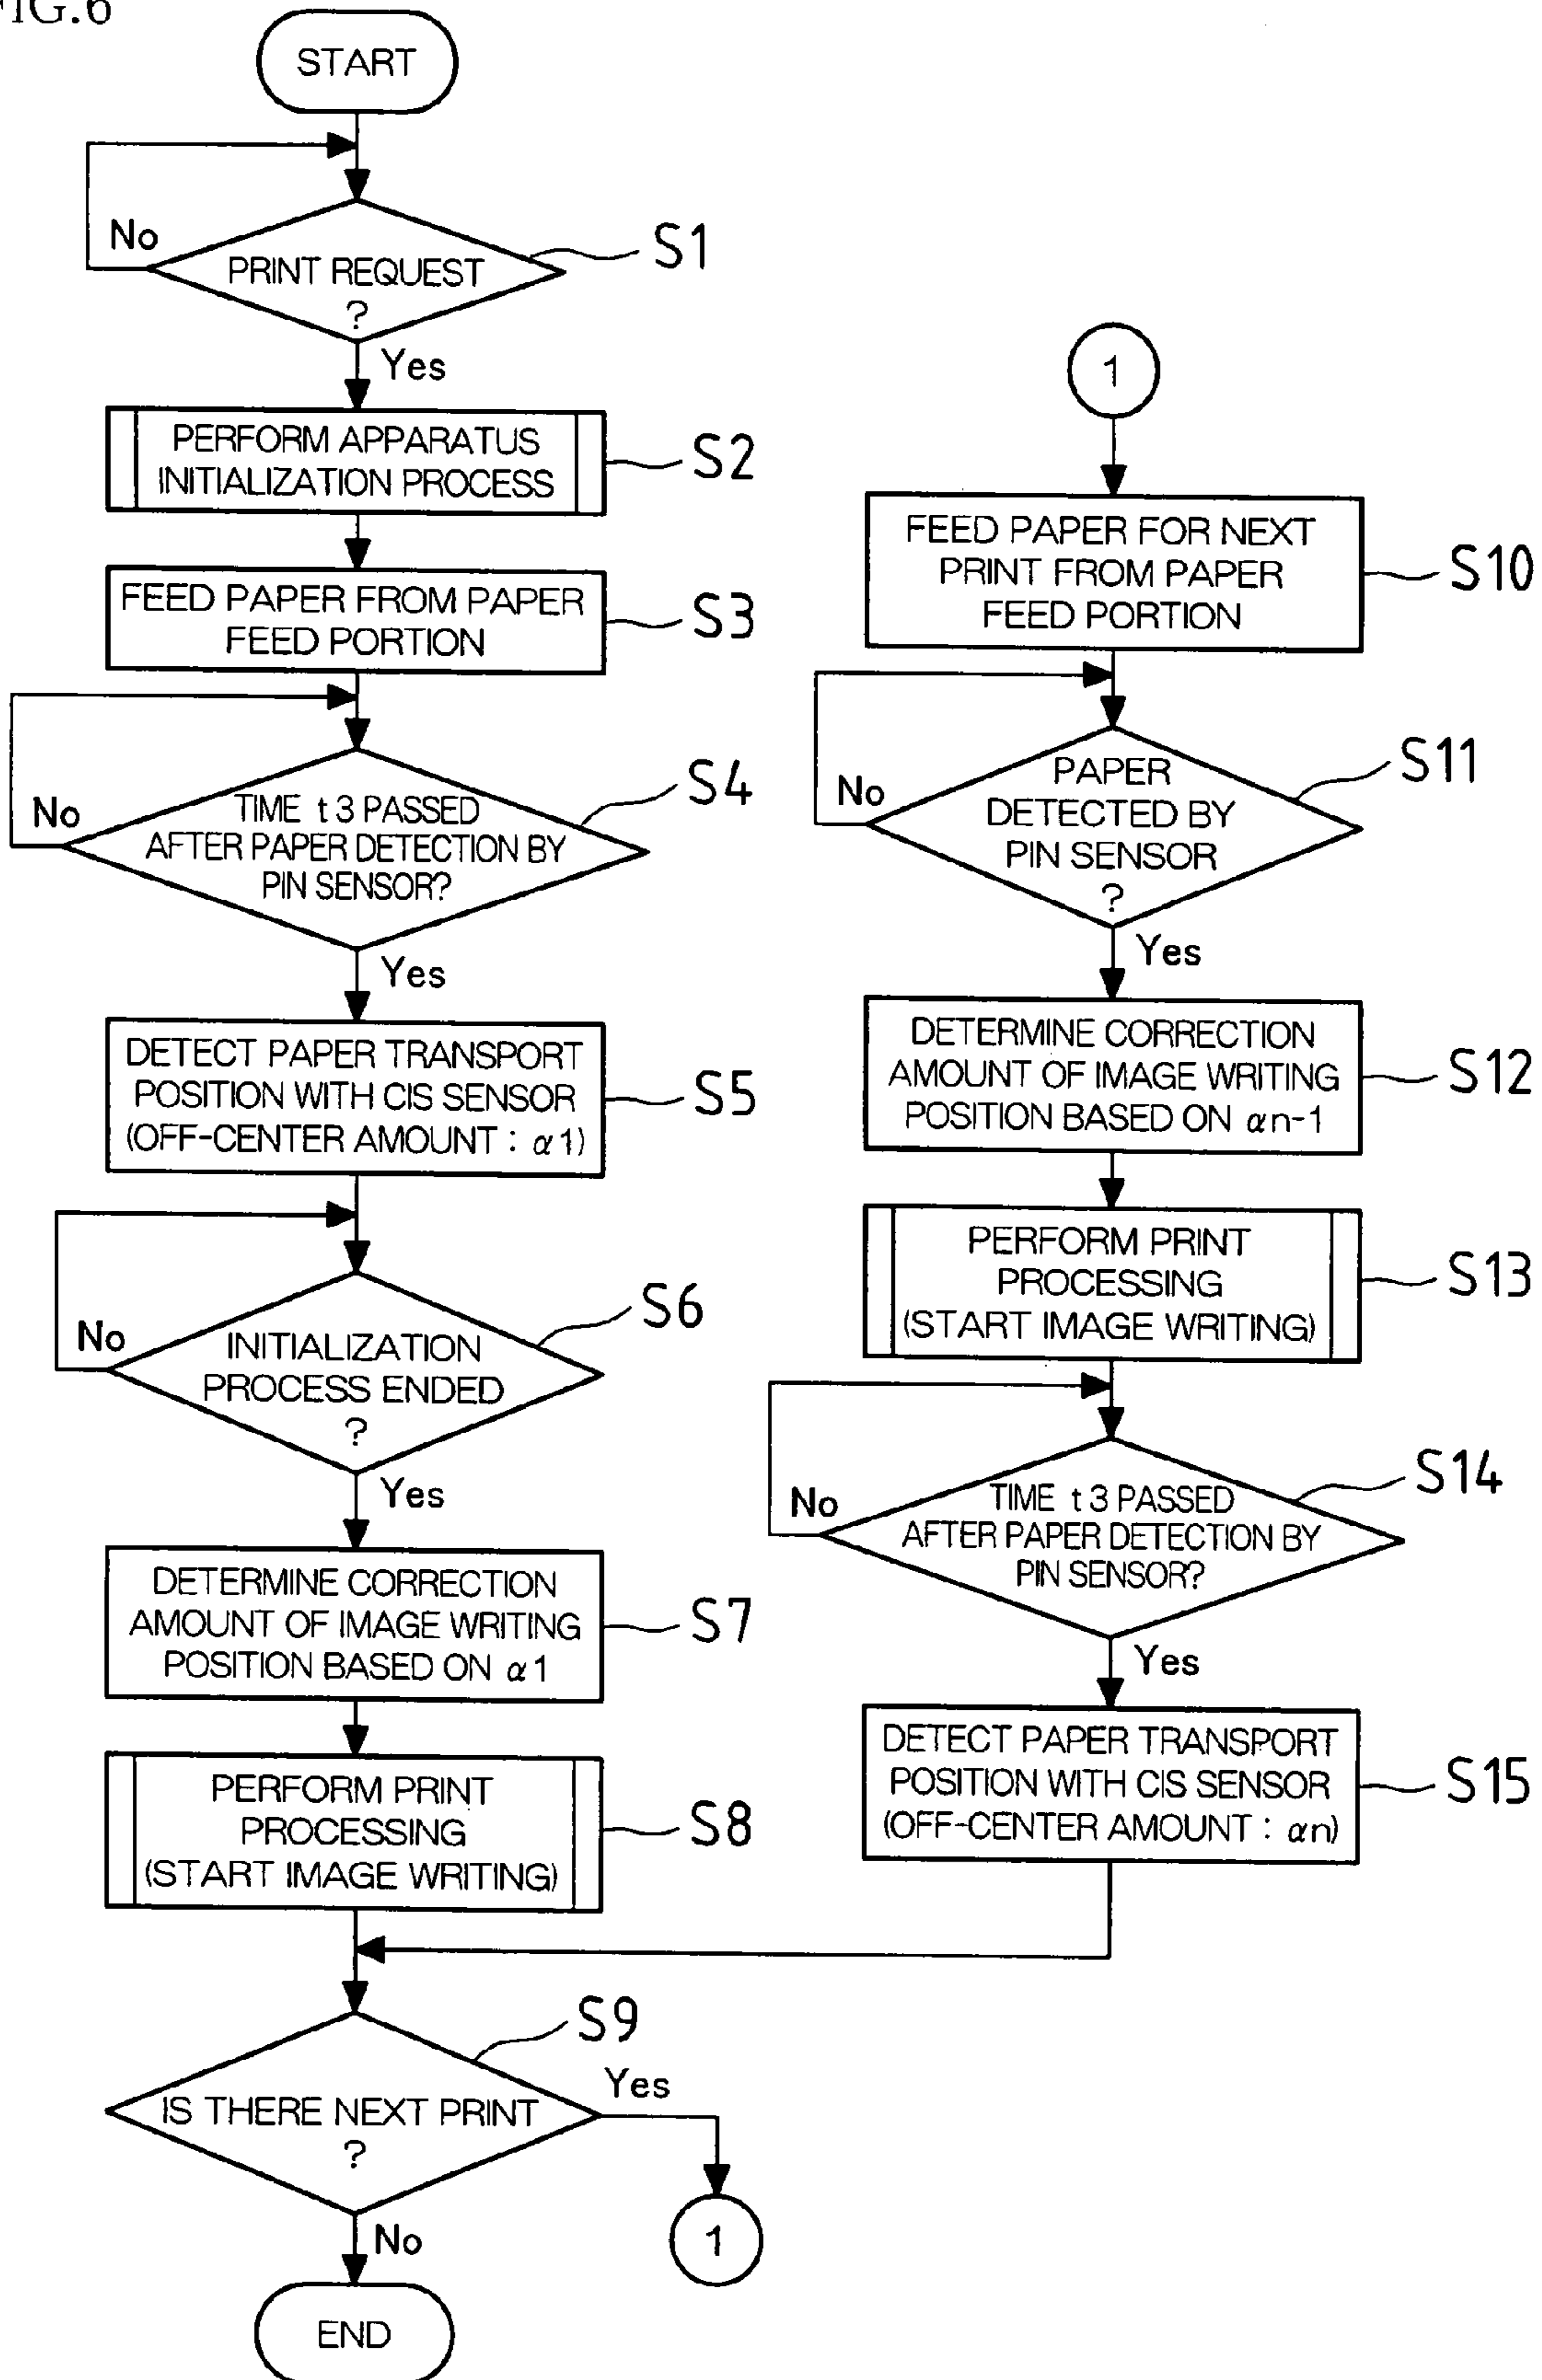 FIG.6
START
No
PRINT REQUEST
?
S1
Yes
PERFORM APPARATUS
INITIALIZATION PROCESS
S2
FEED PAPER FROM PAPER
FEED PORTION
S3
No
TIME t3 PASSED
AFTER PAPER DETECTION BY
PIN SENSOR?
S4
Yes
DETECT PAPER TRANSPORT
POSITION WITH CIS SENSOR
(OFF-CENTER AMOUNT : α1)
S5
No
INITIALIZATION
PROCESS ENDED
?
S6
Yes
DETERMINE CORRECTION
AMOUNT OF IMAGE WRITING
POSITION BASED ON α1
S7
PERFORM PRINT
PROCESSING
(START IMAGE WRITING)
S8
IS THERE NEXT PRINT
?
S9
Yes
1
No
END
1
FEED PAPER FOR NEXT
PRINT FROM PAPER
FEED PORTION
S10
No
PAPER
DETECTED BY
PIN SENSOR
?
S11
Yes
DETERMINE CORRECTION
AMOUNT OF IMAGE WRITING
POSITION BASED ON αn-1
S12
PERFORM PRINT
PROCESSING
(START IMAGE WRITING)
S13
No
TIME t3 PASSED
AFTER PAPER DETECTION BY
PIN SENSOR?
S14
Yes
DETECT PAPER TRANSPORT
POSITION WITH CIS SENSOR
(OFF-CENTER AMOUNT : αn)
S15